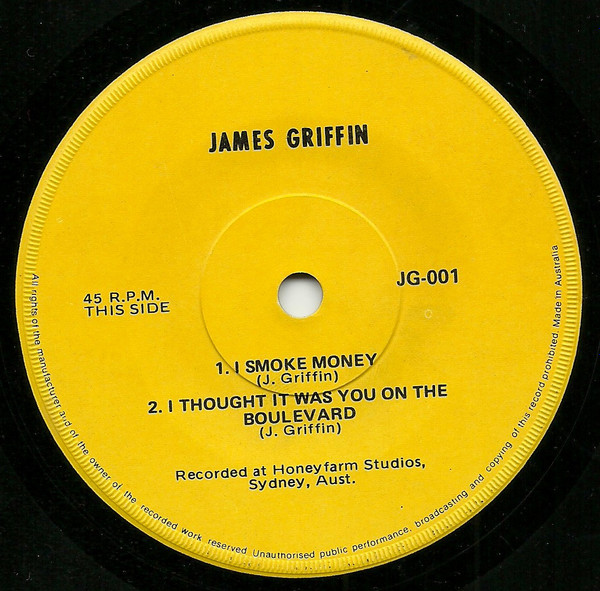 JAMES GRIFFIN
JG-001
45 R.P.M.
THIS SIDE
1. I SMOKE MONEY
(J. Griffin)
2. I THOUGHT IT WAS YOU ON THE
BOULEVARD
(J. Griffin)
Recorded at Honeyfarm Studios,
Sydney, Aust.
All rights of the manufacturer and of the owner of the recorded work reserved Unauthorised public performance, broadcasting and copying of this record prohibited Made in Australia